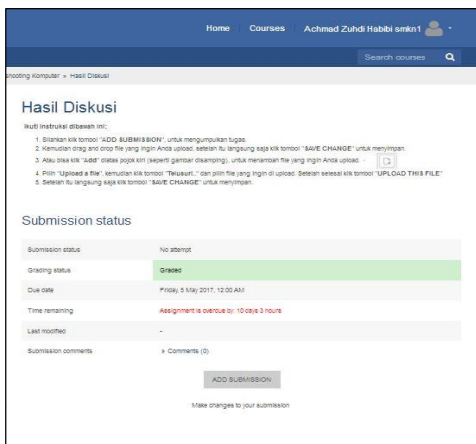 Home Courses Achmad Zuhdi Habibi smkn1
Search courses
shooting Komputer » Hasil Diskusi
Hasil Diskusi
Ikuti instruksi dibawah ini:
1. Silahkan klik tombol "ADD SUBMISSION", untuk mengumpulkan tugas.
2. Kemudian drag and drop file yang ingin Anda upload, setelah itu langsung saja klik tombol "SAVE CHANGE" untuk menyimpan.
3. Atau bisa klik "Add" diatas pojok kiri (seperti gambar disamping), untuk menambah file yang ingin Anda upload. -
4. Pilih "Upload a file", kemudian klik tombol "Telusuri.." dan pilih file yang ingin di upload. Setelah selesai klik tombol "UPLOAD THIS FILE"
5. Setelah itu langsung saja klik tombol "SAVE CHANGE" untuk menyimpan.
Submission status
Submission status No attempt
Grading status Graded
Due date Friday, 5 May 2017, 12:00 AM
Time remaining Assignment is overdue by: 10 days 3 hours
Last modified -
Submission comments Comments (0)
ADD SUBMISSION
Make changes to your submission